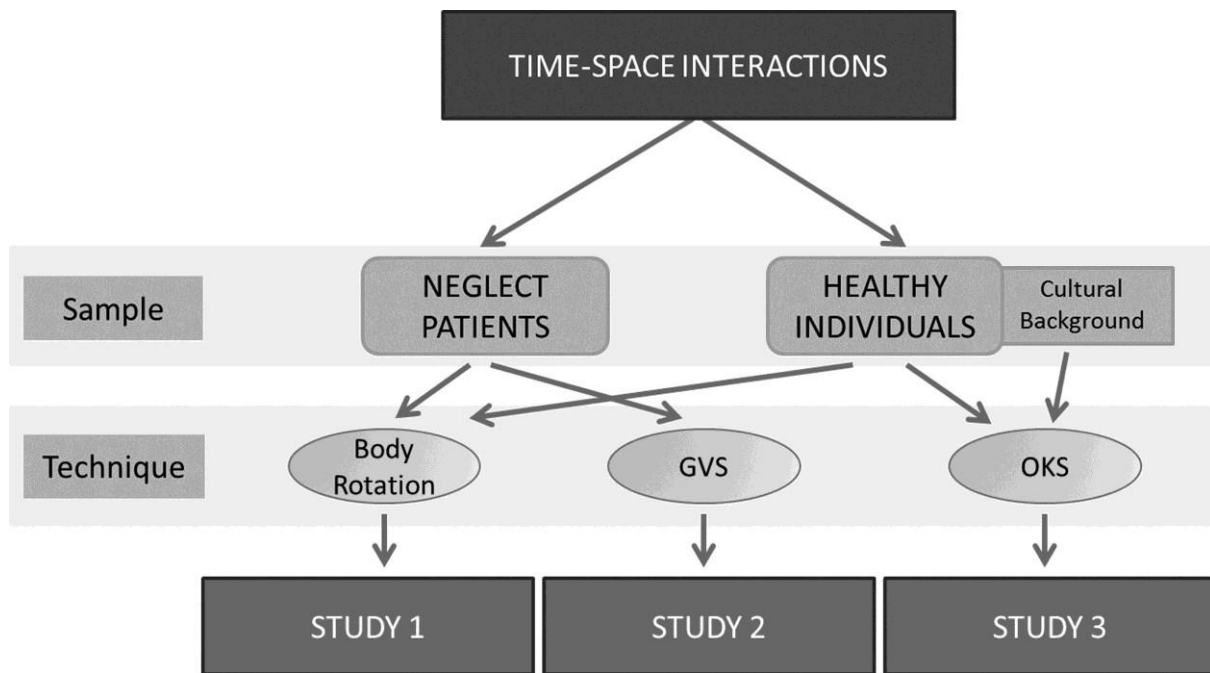 TIME-SPACE INTERACTIONS
Sample
NEGLECT
PATIENTS
HEALTHY
INDIVIDUALS
Cultural
Background
Technique
Body
Rotation
GVS
OKS
STUDY 1
STUDY 2
STUDY 3